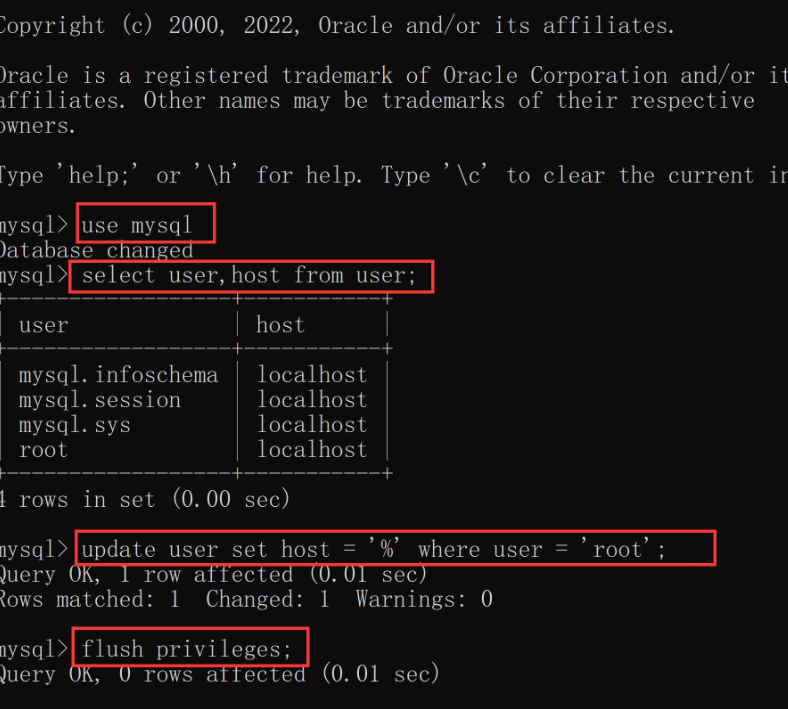 Copyright (c) 2000, 2022, Oracle and/or its affiliates.
Oracle is a registered trademark of Oracle Corporation and/or it
affiliates. Other names may be trademarks of their respective
owners.
Type 'help;' or '\h' for help. Type '\c' to clear the current in
mysql> use mysql
Database changed
mysql> select user,host from user;
+------------------+-----------+
| user             | host      |
+------------------+-----------+
| mysql.infoschema | localhost |
| mysql.session    | localhost |
| mysql.sys        | localhost |
| root             | localhost |
+------------------+-----------+
4 rows in set (0.00 sec)
mysql> update user set host = '%' where user = 'root';
Query OK, 1 row affected (0.01 sec)
Rows matched: 1  Changed: 1  Warnings: 0
mysql> flush privileges;
Query OK, 0 rows affected (0.01 sec)